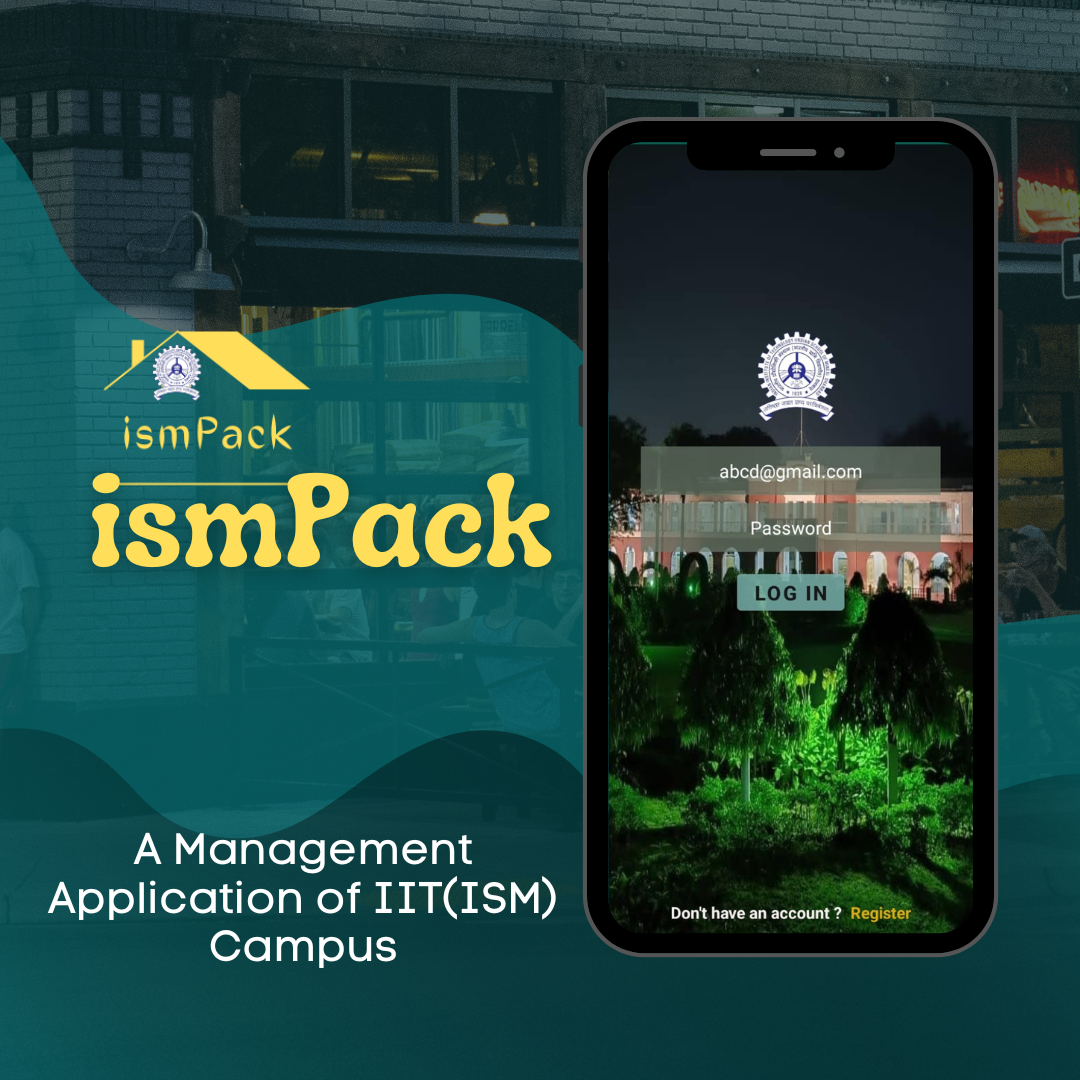 ismPack
ismPack
A Management
Application of IIT(ISM)
Campus
abcd@gmail.com
Password
LOG IN
Don't have an account ? Register